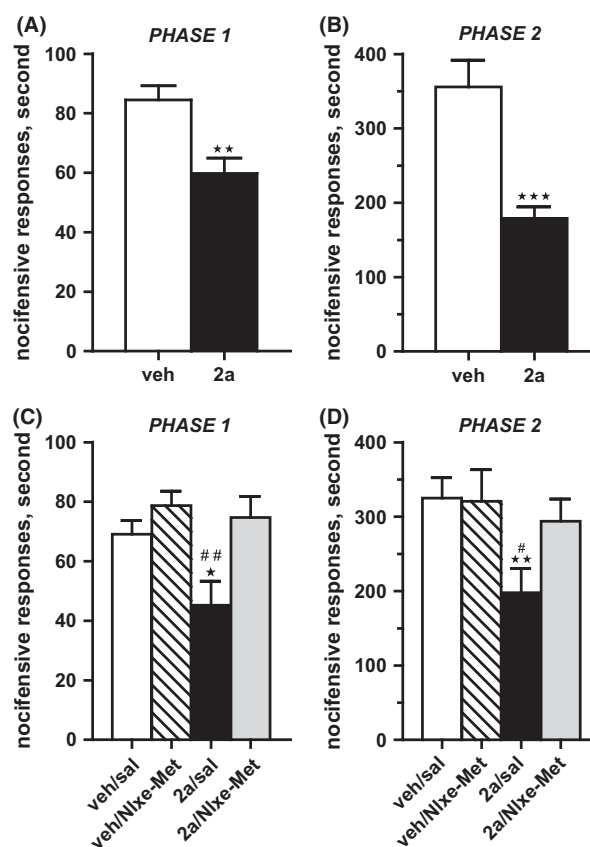 (A)
PHASE 1
nocifensive responses, second
100
80
60
40
20
0
★★
veh
2a
(B)
PHASE 2
nocifensive responses, second
400
300
200
100
0
★★★
veh
2a
(C)
PHASE 1
nocifensive responses, second
100
80
60
40
20
0
##
★
veh/sal
veh/Nlxe-Met
2a/sal
2a/Nlxe-Met
(D)
PHASE 2
nocifensive responses, second
400
300
200
100
0
#
★★
veh/sal
veh/Nlxe-Met
2a/sal
2a/Nlxe-Met